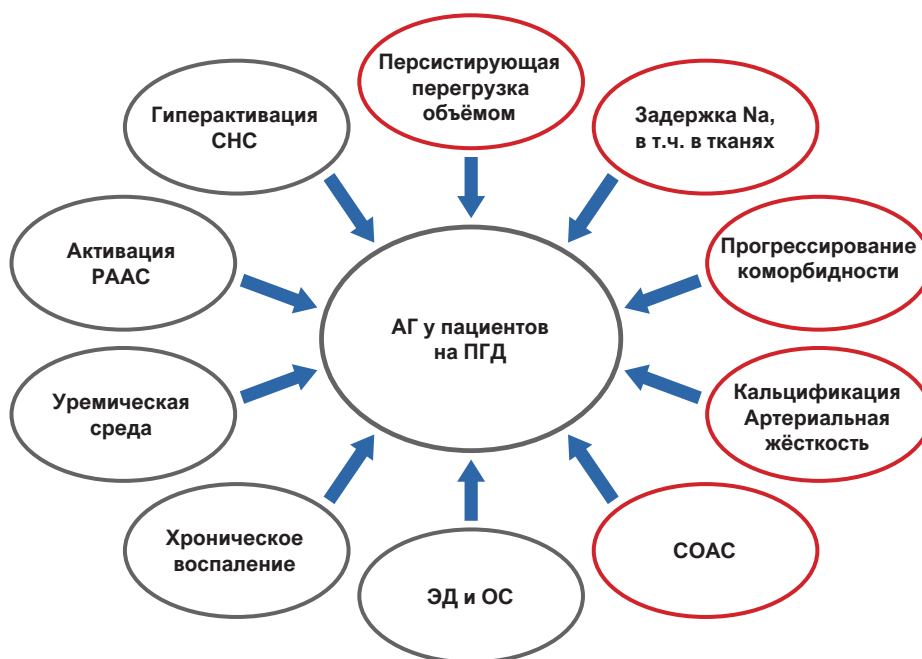 Персистирующая
перегрузка
объёмом
Гиперактивация
СНС
Задержка Na,
в т.ч. в тканях
Активация
РААС
Прогрессирование
коморбидности
АГ у пациентов
на ПГД
Уремическая
среда
Кальцификация
Артериальная
жёсткость
Хроническое
воспаление
СОАС
ЭД и ОС